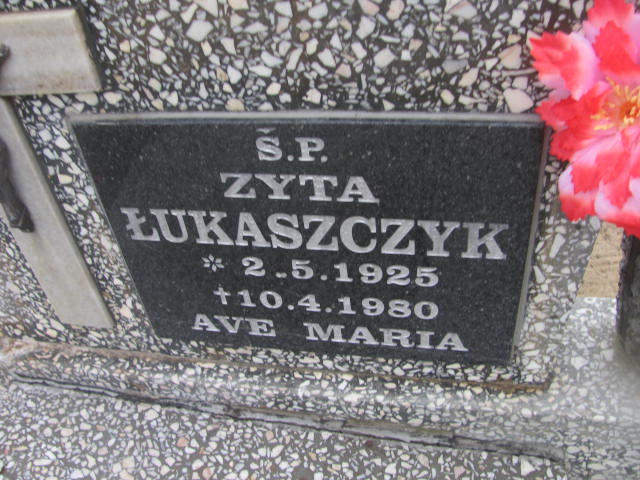 Ś.P.
ZYTA
ŁUKASZCZYK
* 2.5.1925
†10.4.1980
AVE MARIA